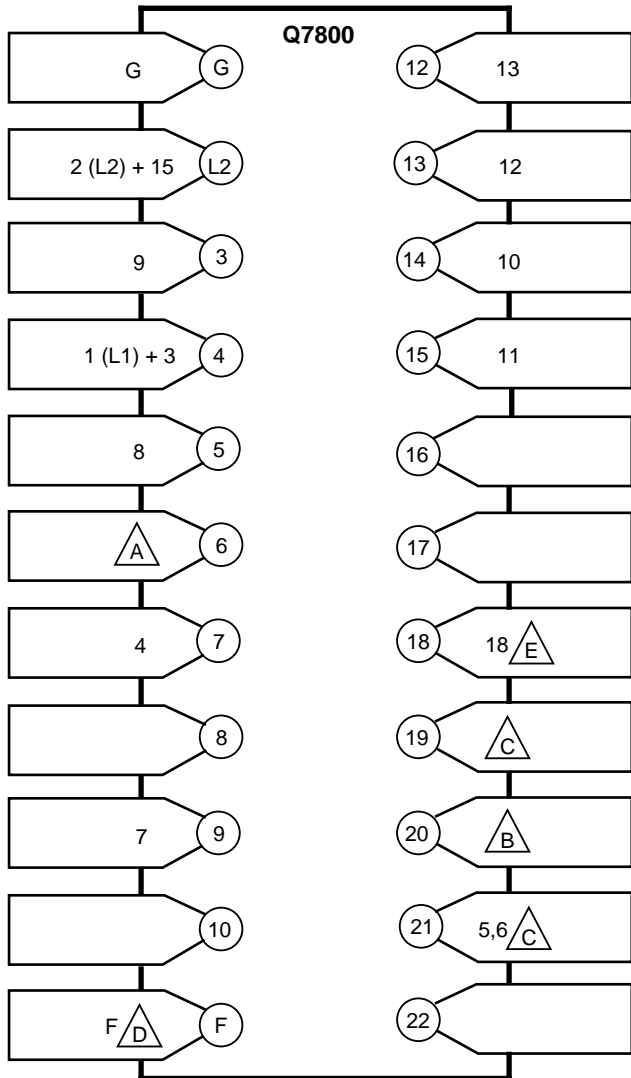 Q7800
G G 12 13
2 (L2) + 15 L2 13 12
9 3 14 10
1 (L1) + 3 4 15 11
8 5 16
A 6 17
4 7 18 18 E
8 19 C
7 9 20 B
10 21 5,6 C
F D F 22